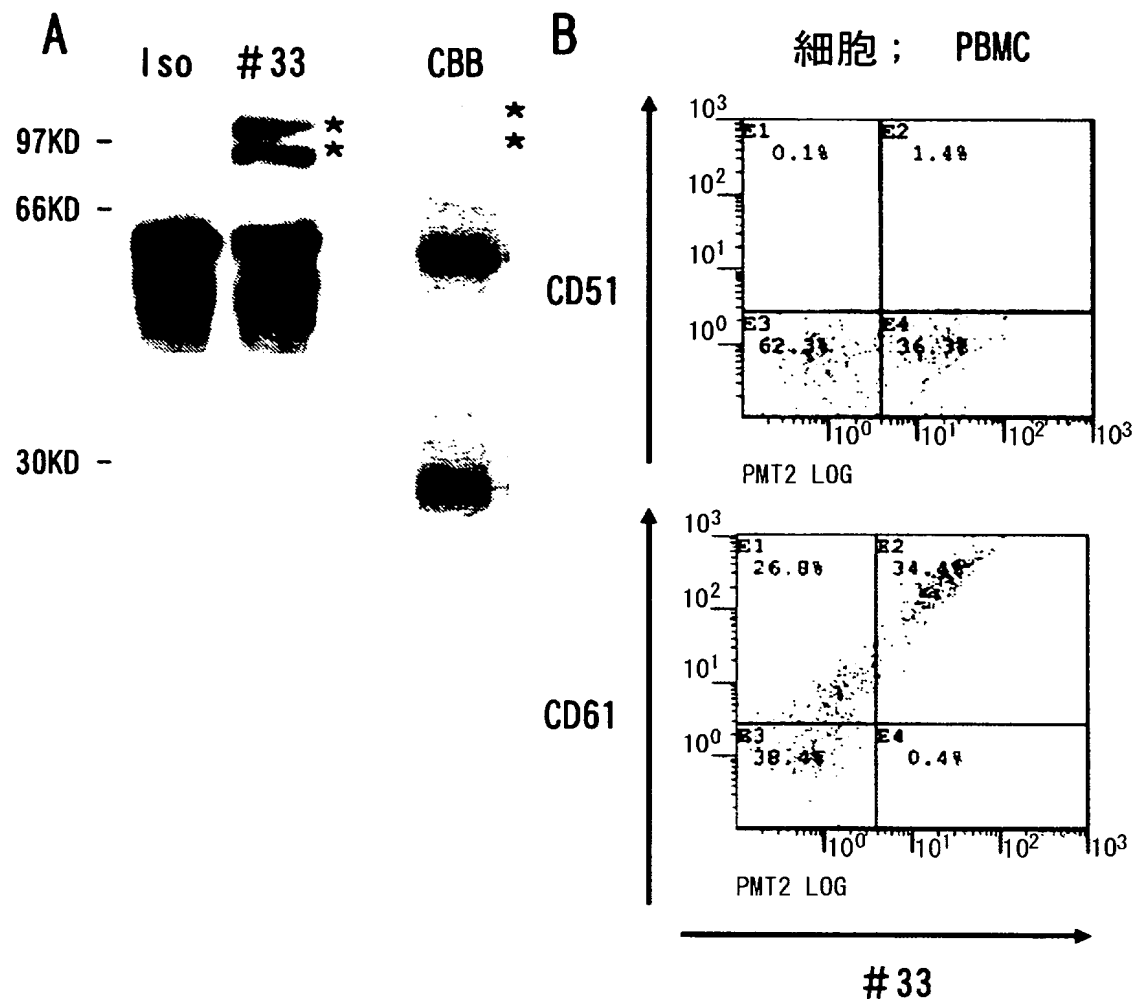 A
Iso #33 CBB
97KD -
66KD -
30KD -
★
★
★
★
B
細胞; PBMC
CD51
10³
10²
10¹
10⁰
E1
0.1%
E2
1.4%
E3
62.3%
E4
36.3%
10⁰ 10¹ 10² 10³
PMT2 LOG
CD61
10³
10²
10¹
10⁰
E1
26.8%
E2
34.4%
E3
38.4%
E4
0.4%
10⁰ 10¹ 10² 10³
PMT2 LOG
#33